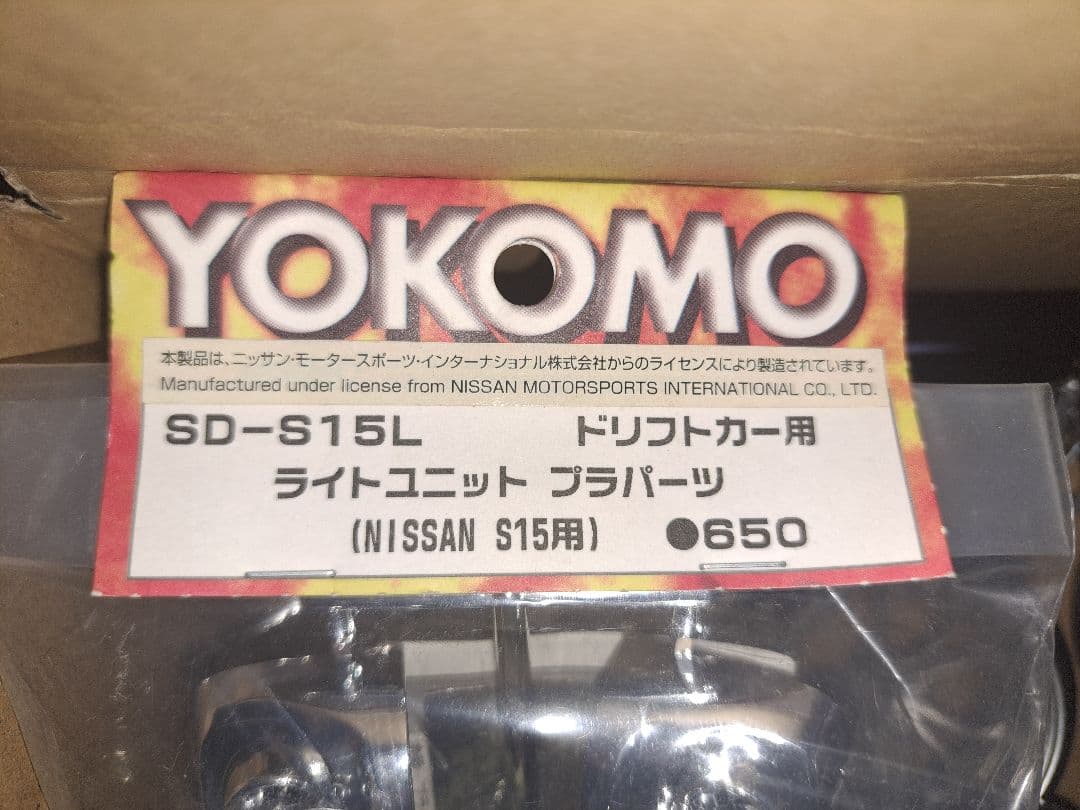 YOKOMO
本製品は、ニッサン・モータースポーツ・インターナショナル株式会社からのライセンスにより製造されています。
Manufactured under license from NISSAN MOTORSPORTS INTERNATIONAL CO., LTD.
SD-S15L ドリフトカー用
ライトユニット プラパーツ
(NISSAN S15用) ●650